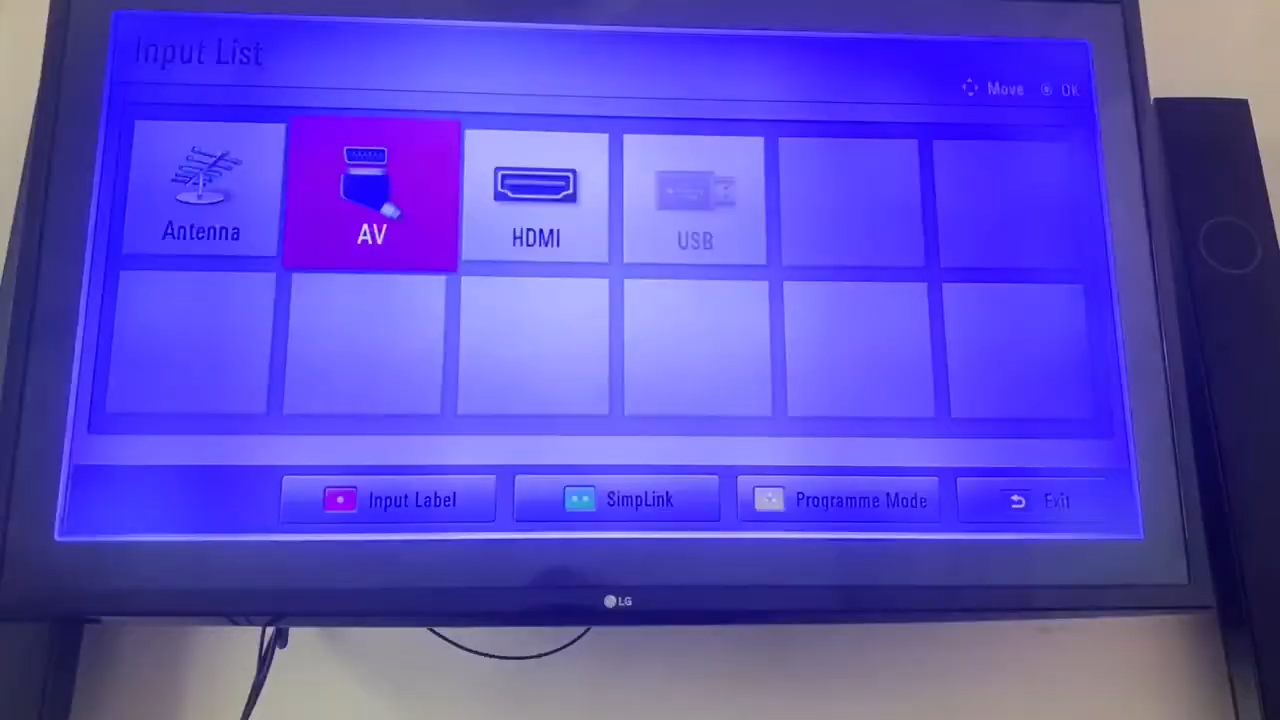 Input List
Move OK
Antenna AV HDMI USB
Input Label SimpLink Programme Mode Exit
LG